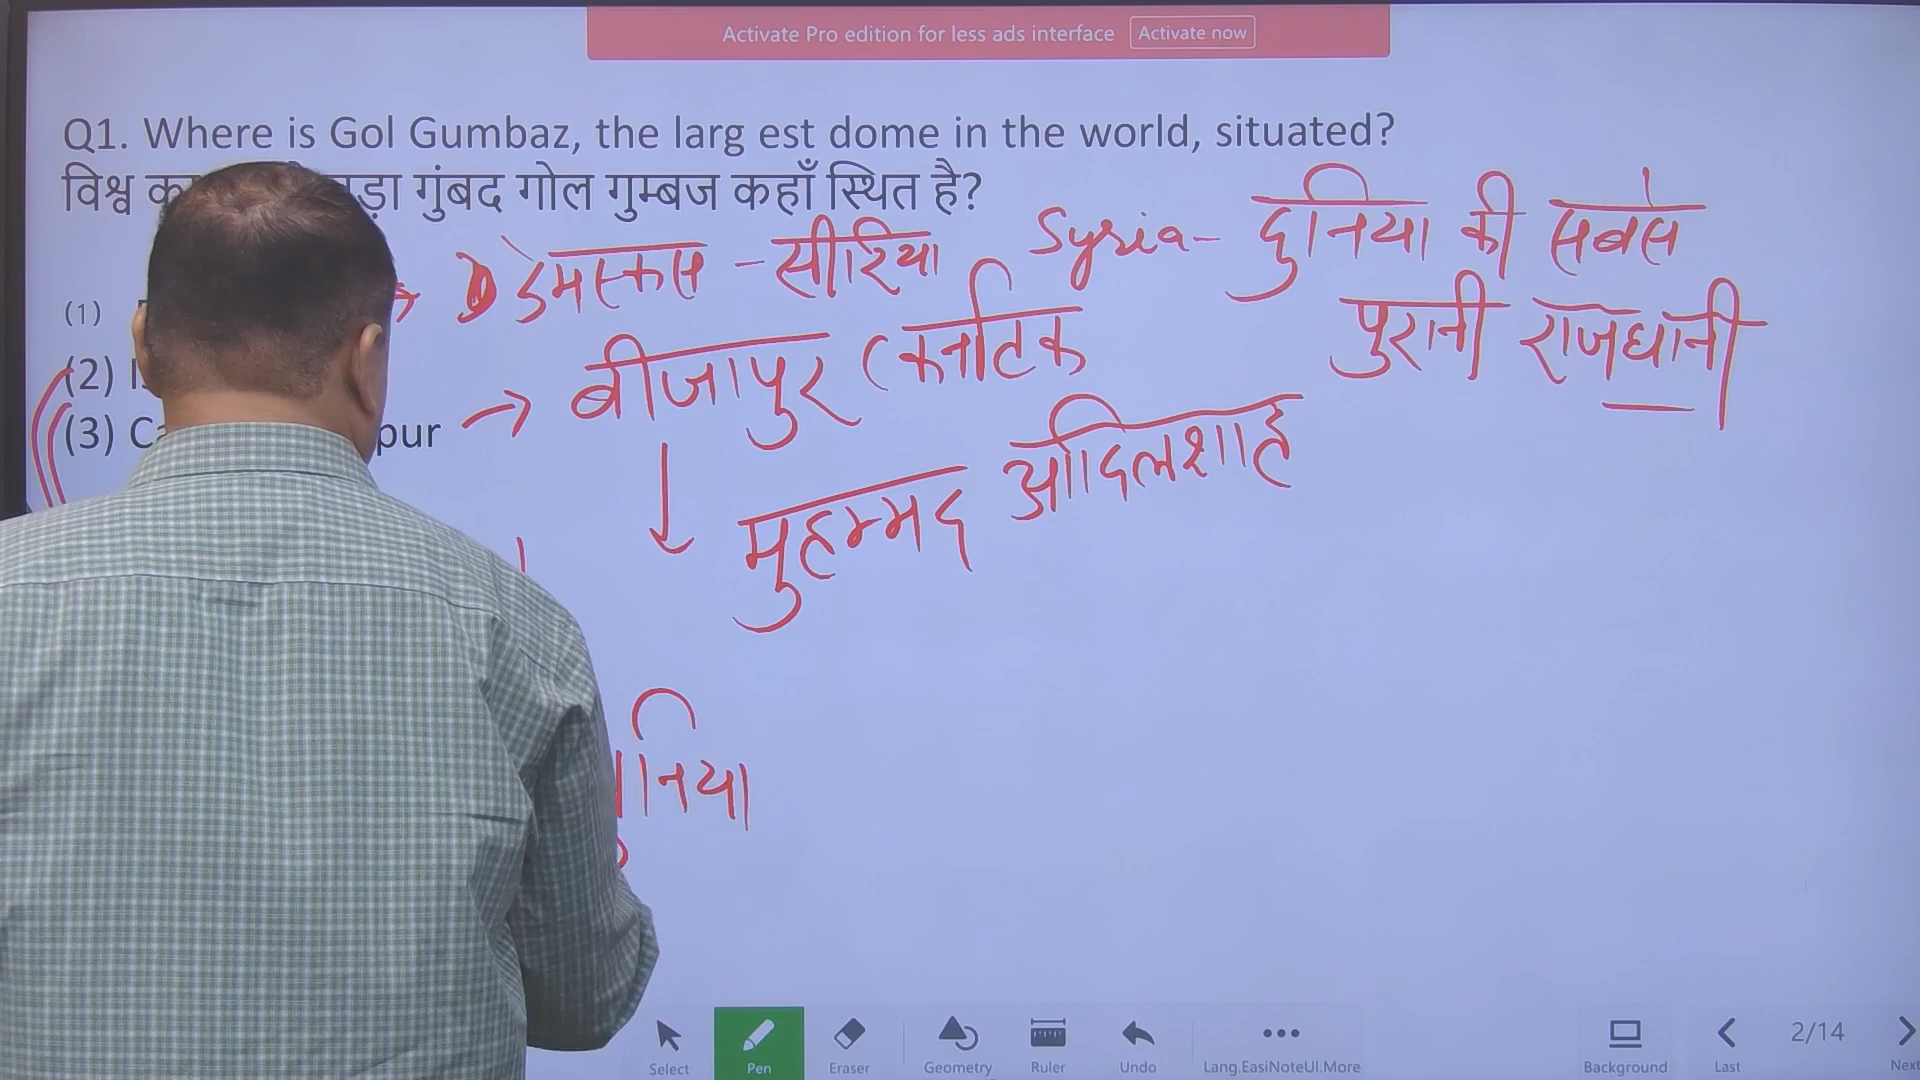 Activate Pro edition for less ads interface Activate now
Q1. Where is Gol Gumbaz, the larg est dome in the world, situated?
विश्व गुंबद गोल गुम्बज कहाँ स्थित है?
डेमस्कस - सीरिया Syria - दुनिया की सबसे
पुरानी राजधानी
(1)
(2)
बीजापुर (कर्नाटक
(3) pur
मुहम्मद आदिलशाह
निया
Select Pen Eraser Geometry Ruler Undo Lang.EasiNoteUI.More Background Last 2/14 Next